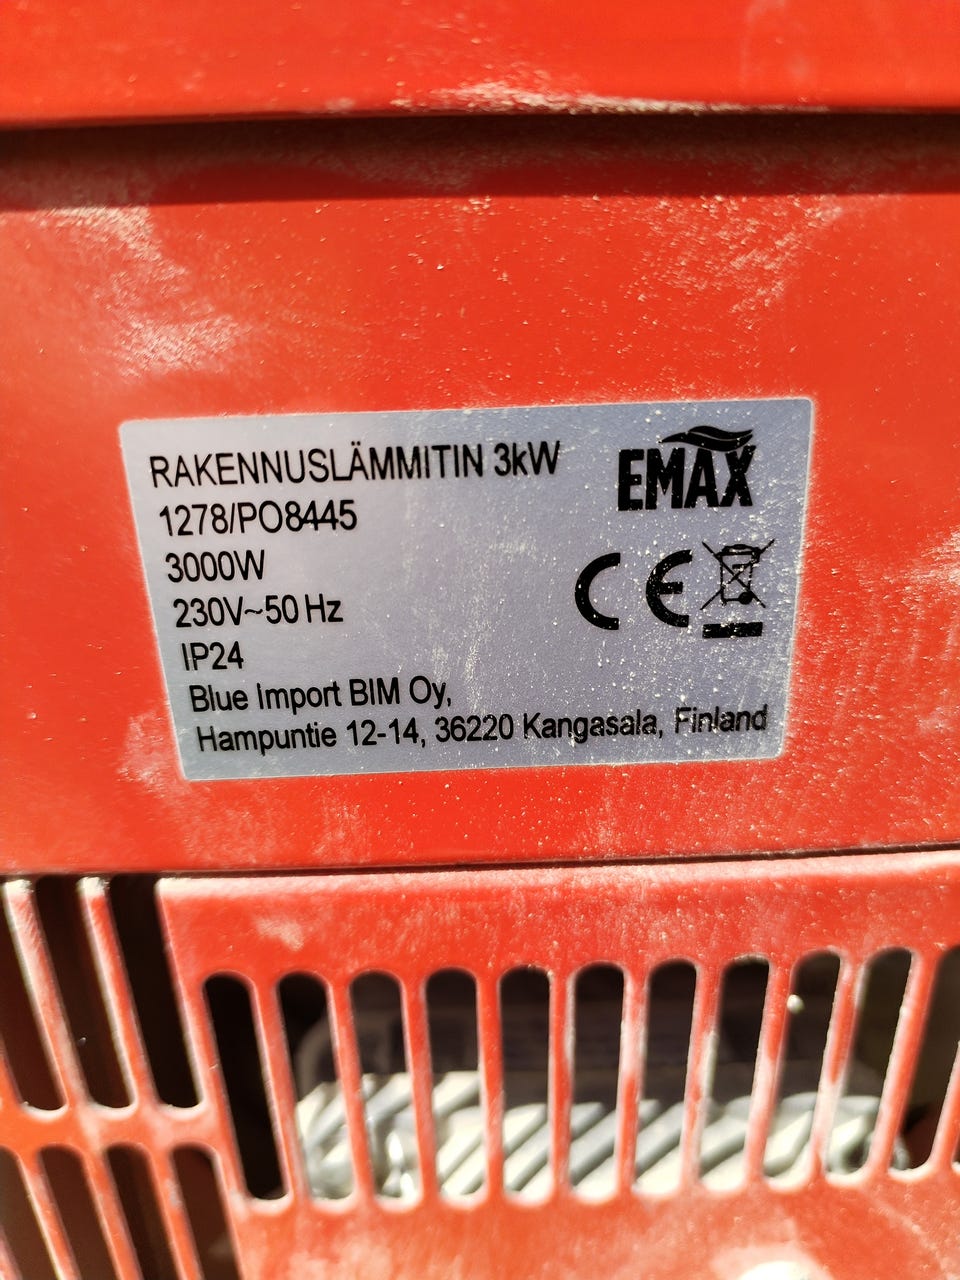 RAKENNUSLÄMMITIN 3kW
EMAX
1278/PO8445
3000W
CE
230V~50 Hz
IP24
Blue Import BIM Oy,
Hampuntie 12-14, 36220 Kangasala, Finland